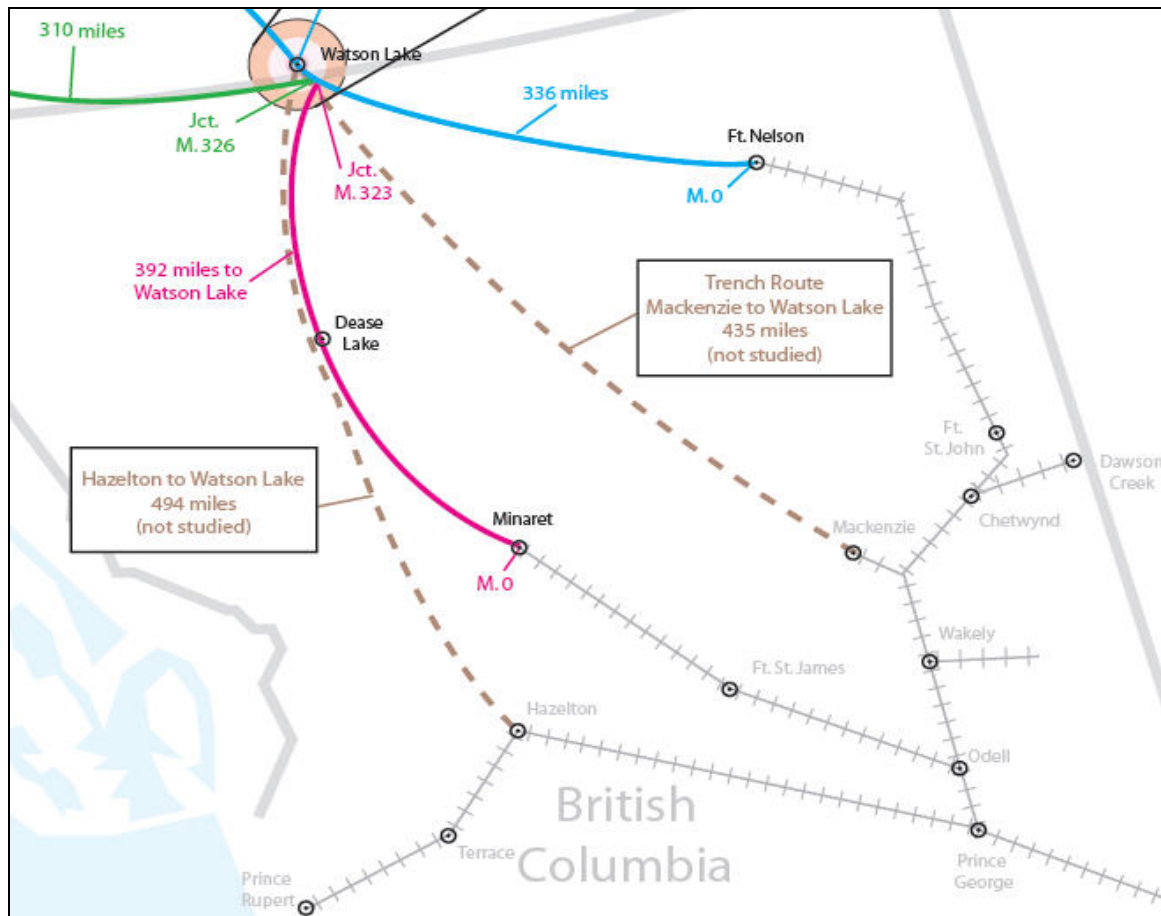 310 miles
Watson Lake
336 miles
Jct.
M. 326
Ft. Nelson
Jct.
M. 323
M. 0
392 miles to
Watson Lake
Trench Route
Mackenzie to Watson Lake
435 miles
(not studied)
Dease
Lake
Ft.
St. John
Dawson
Creek
Hazelton to Watson Lake
494 miles
(not studied)
Minaret
Mackenzie
Chetwynd
M. 0
Wakely
Ft. St. James
Hazelton
Odell
British
Columbia
Terrace
Prince
George
Prince
Rupert